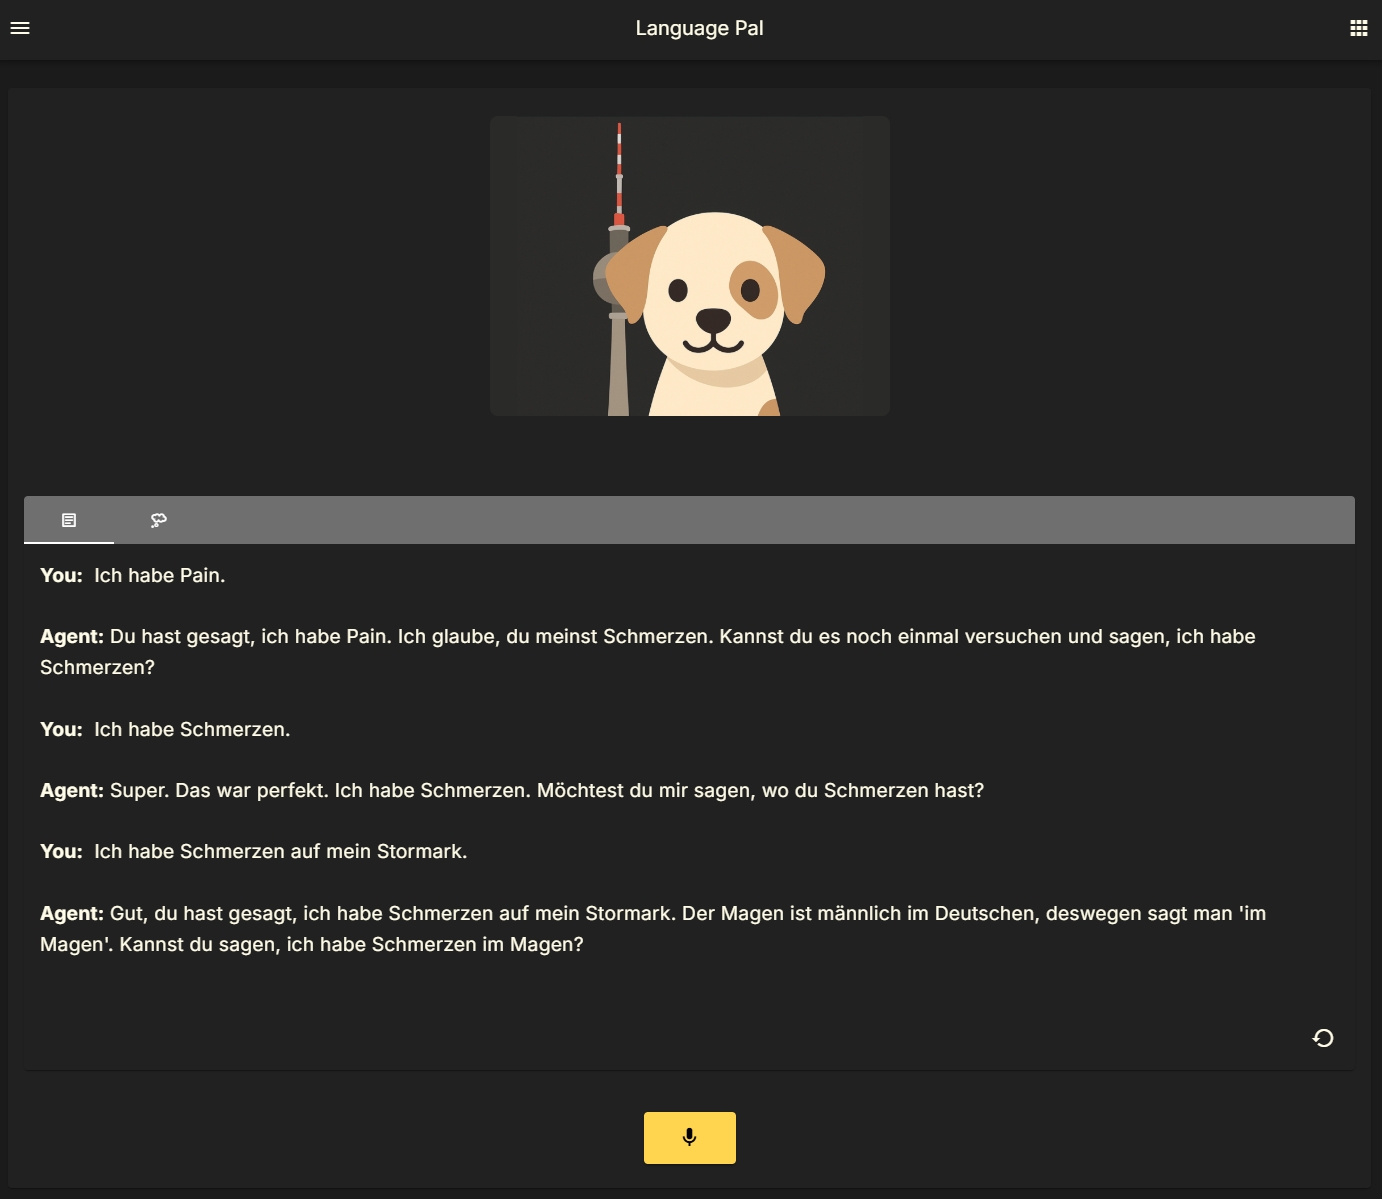 Language Pal
You: Ich habe Pain.
Agent: Du hast gesagt, ich habe Pain. Ich glaube, du meinst Schmerzen. Kannst du es noch einmal versuchen und sagen, ich habe
Schmerzen?
You: Ich habe Schmerzen.
Agent: Super. Das war perfekt. Ich habe Schmerzen. Möchtest du mir sagen, wo du Schmerzen hast?
You: Ich habe Schmerzen auf mein Stormark.
Agent: Gut, du hast gesagt, ich habe Schmerzen auf mein Stormark. Der Magen ist männlich im Deutschen, deswegen sagt man 'im
Magen'. Kannst du sagen, ich habe Schmerzen im Magen?